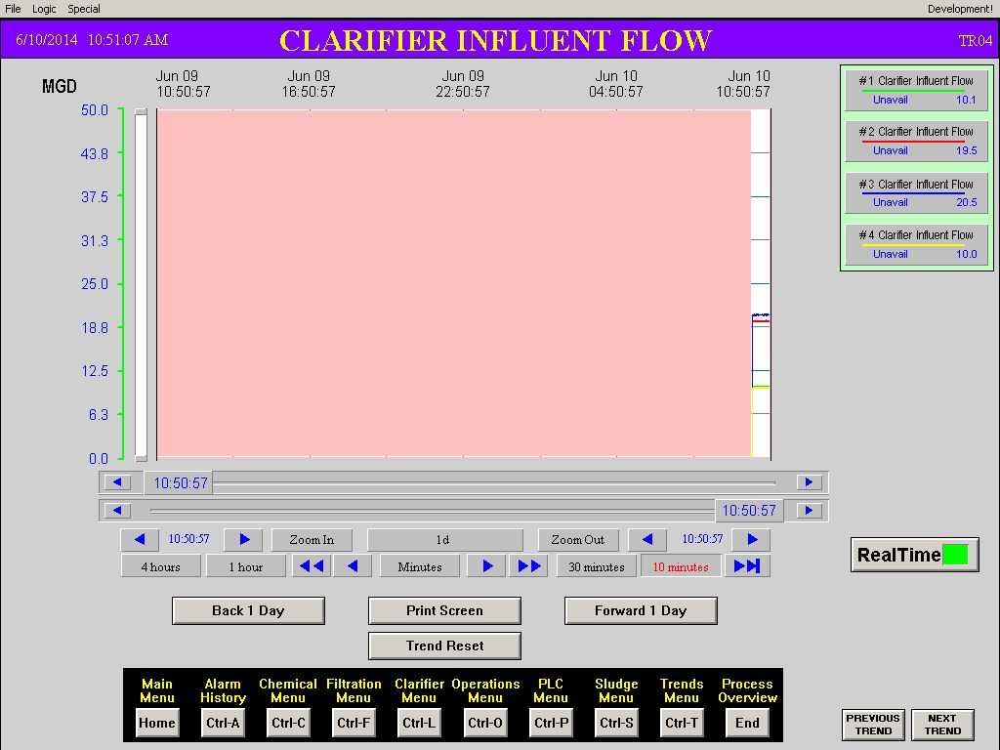 File Logic Special Development!
6/10/2014 10:51:07 AM CLARIFIER INFLUENT FLOW TR04
MGD
Jun 09 Jun 09 Jun 09 Jun 10 Jun 10
10:50:57 16:50:57 22:50:57 04:50:57 10:50:57
50.0
43.8
37.5
31.3
25.0
18.8
12.5
6.3
0.0
#1 Clarifier Influent Flow
Unavail 10.1
#2 Clarifier Influent Flow
Unavail 19.5
#3 Clarifier Influent Flow
Unavail 20.5
#4 Clarifier Influent Flow
Unavail 10.0
10:50:57
10:50:57
10:50:57 Zoom In 1d Zoom Out 10:50:57
4 hours 1 hour Minutes 30 minutes 10 minutes
RealTime
Back 1 Day Print Screen Forward 1 Day
Trend Reset
Main Alarm Chemical Filtration Clarifier Operations PLC Sludge Trends Process
Menu History Menu Menu Menu Menu Menu Menu Menu Overview
Home Ctrl-A Ctrl-C Ctrl-F Ctrl-L Ctrl-O Ctrl-P Ctrl-S Ctrl-T End
PREVIOUS NEXT
TREND TREND